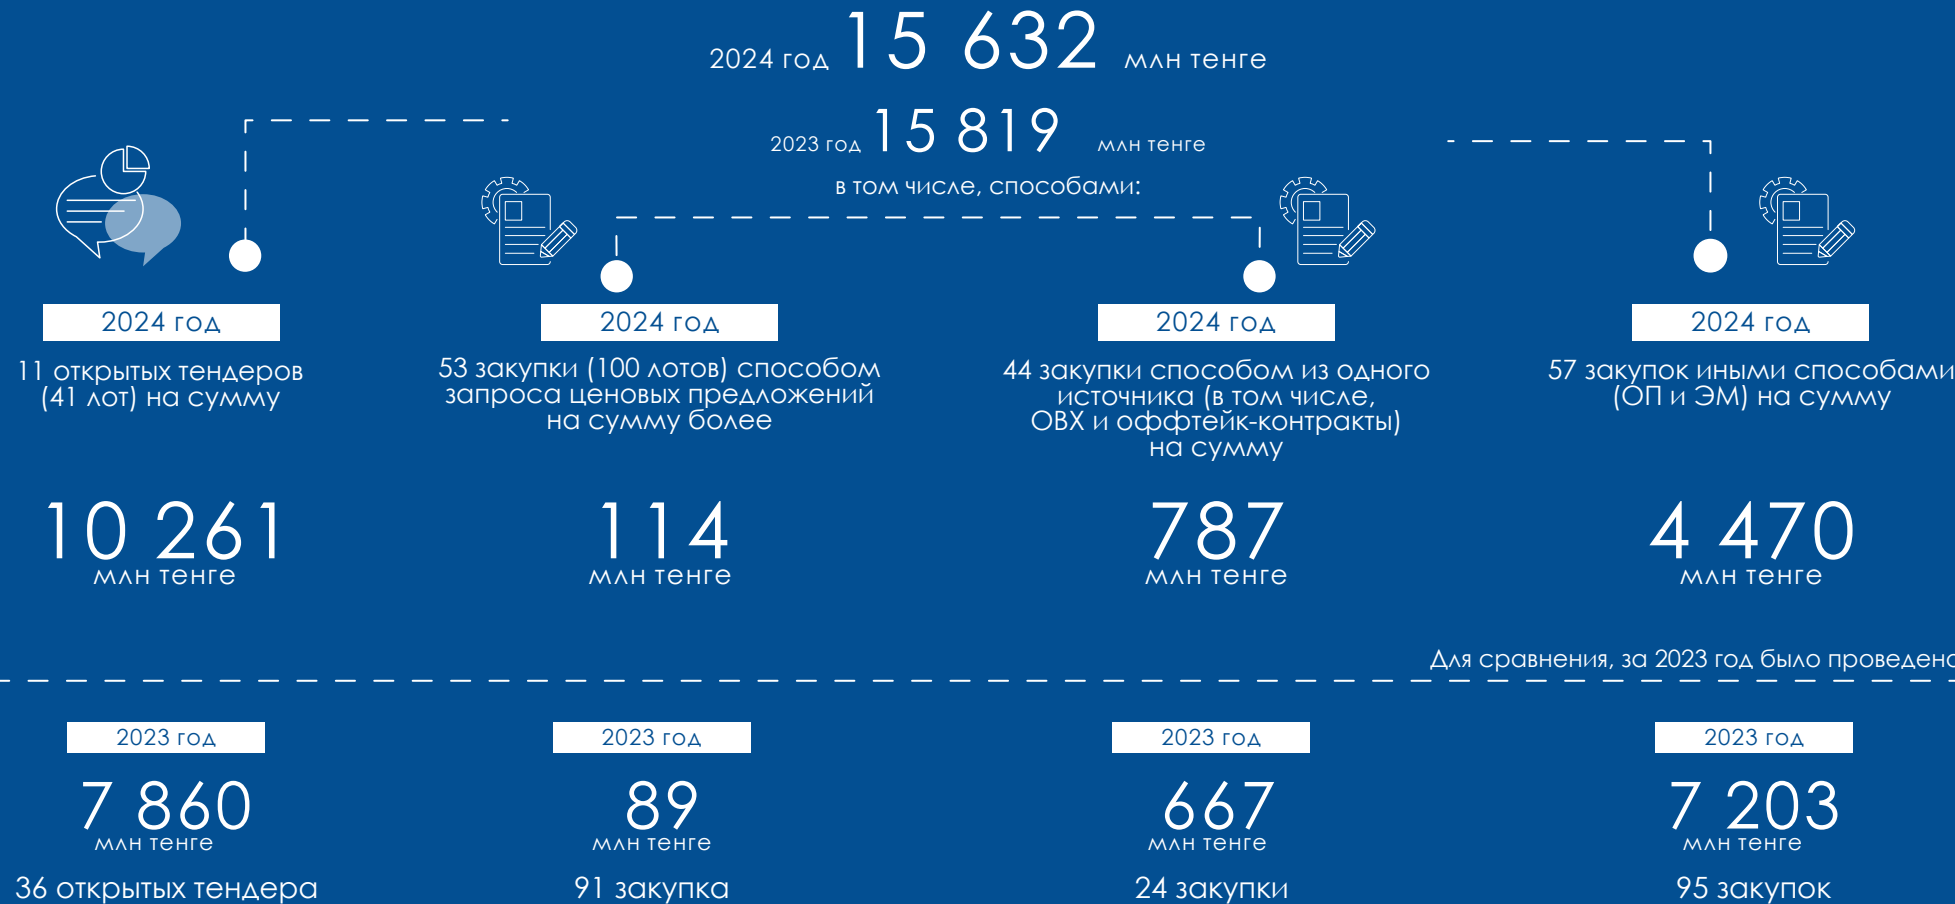 2024 год 15 632 млн тенге
2023 год 15 819 млн тенге
в том числе, способами:
2024 год
11 открытых тендеров
(41 лот) на сумму
10 261
млн тенге
2024 год
53 закупки (100 лотов) способом
запроса ценовых предложений
на сумму более
114
млн тенге
2024 год
44 закупки способом из одного
источника (в том числе,
ОВХ и оффтейк-контракты)
на сумму
787
млн тенге
2024 год
57 закупок иными способами
(ОП и ЭМ) на сумму
4 470
млн тенге
Для сравнения, за 2023 год было проведено
2023 год
7 860
млн тенге
36 открытых тендера
2023 год
89
млн тенге
91 закупка
2023 год
667
млн тенге
24 закупки
2023 год
7 203
млн тенге
95 закупок